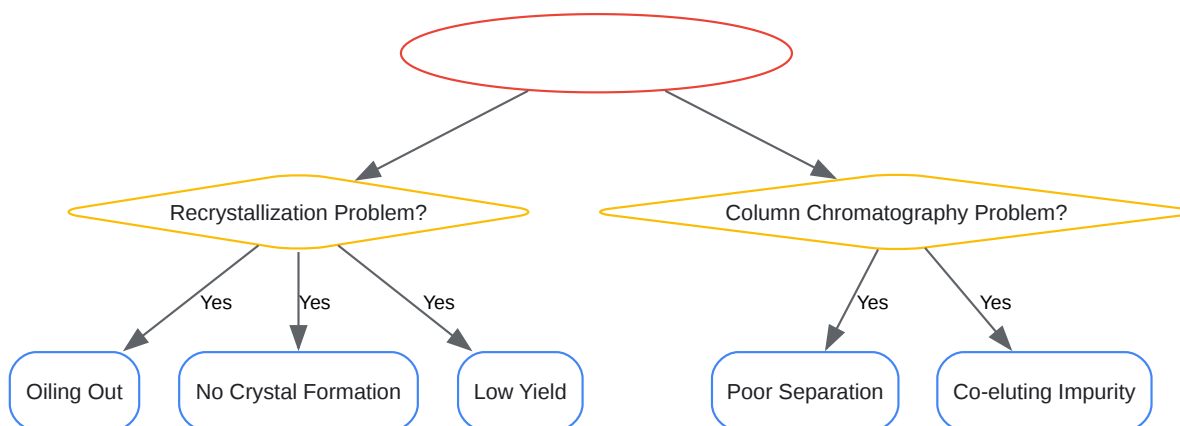 Recrystallization Problem?
Column Chromatography Problem?
Yes
Yes
Yes
Yes
Yes
Oiling Out
No Crystal Formation
Low Yield
Poor Separation
Co-eluting Impurity